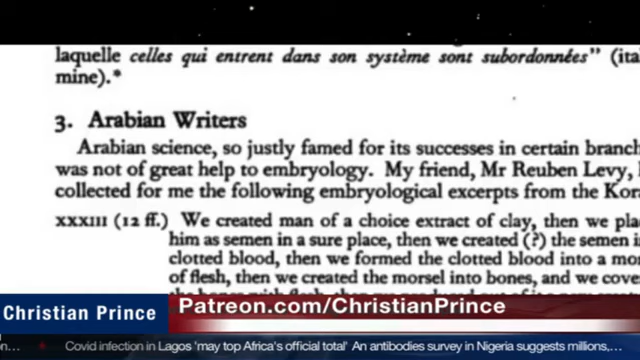 laquelle celles qui entrent dans son système sont subordonnées" (ita
mine).*
3. Arabian Writers
Arabian science, so justly famed for its successes in certain branch
was not of great help to embryology. My friend, Mr Reuben Levy,
collected for me the following embryological excerpts from the Kora
XXXIII (12 ff.) We created man of a choice extract of clay, then we pla
him as semen in a sure place, then we created (?) the semen i
clotted blood, then we formed the clotted blood into a mor
of flesh, then we created the morsel into bones, and we cove
Christian Prince
Patreon.com/ChristianPrince
on... Covid infection in Lagos 'may top Africa's official total' An antibodies survey in Nigeria suggests millions,...